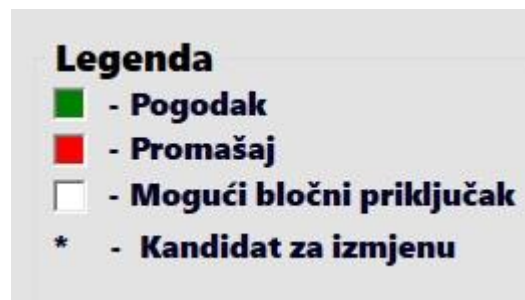 Legenda
- Pogodak
- Promašaj
- Mogući bločni priključak
* - Kandidat za izmjenu